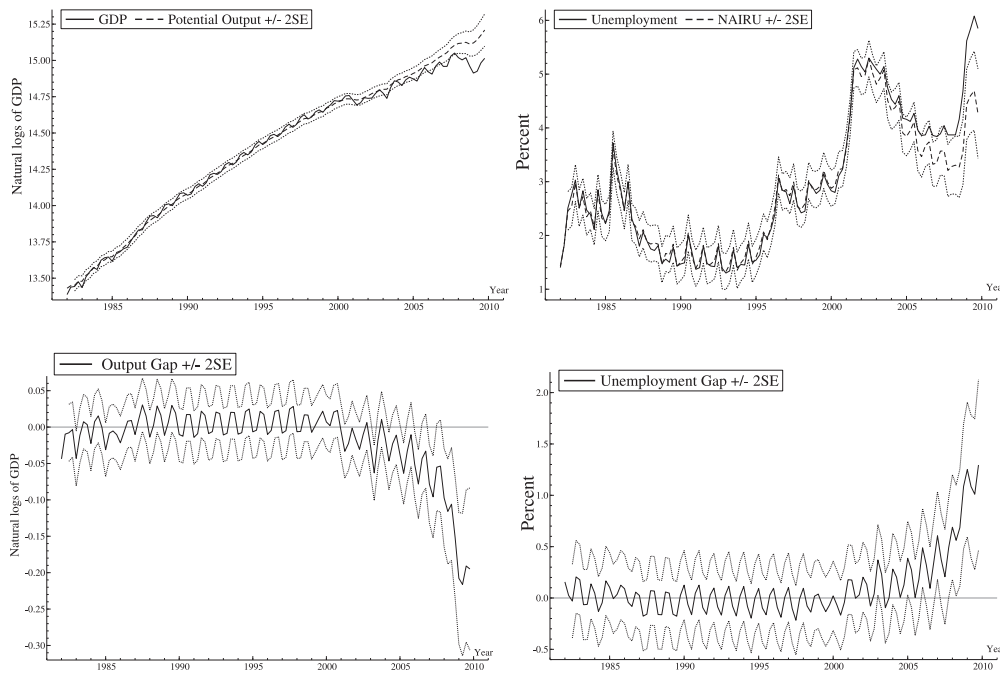 GDP Potential Output +/- 2SE
15.25
15.00
14.75
14.50
14.25
14.00
13.75
13.50
Natural logs of GDP
1985 1990 1995 2000 2005 2010
Year
Unemployment NAIRU +/- 2SE
6
5
4
3
2
1
Percent
1985 1990 1995 2000 2005 2010
Yea
Output Gap +/- 2SE
0.05
0.00
-0.05
-0.10
-0.15
-0.20
-0.25
-0.30
Natural logs of GDP
1985 1990 1995 2000 2005 2010
Year
Unemployment Gap +/- 2SE
2.0
1.5
1.0
0.5
0.0
-0.5
Percent
1985 1990 1995 2000 2005 2010
Yea